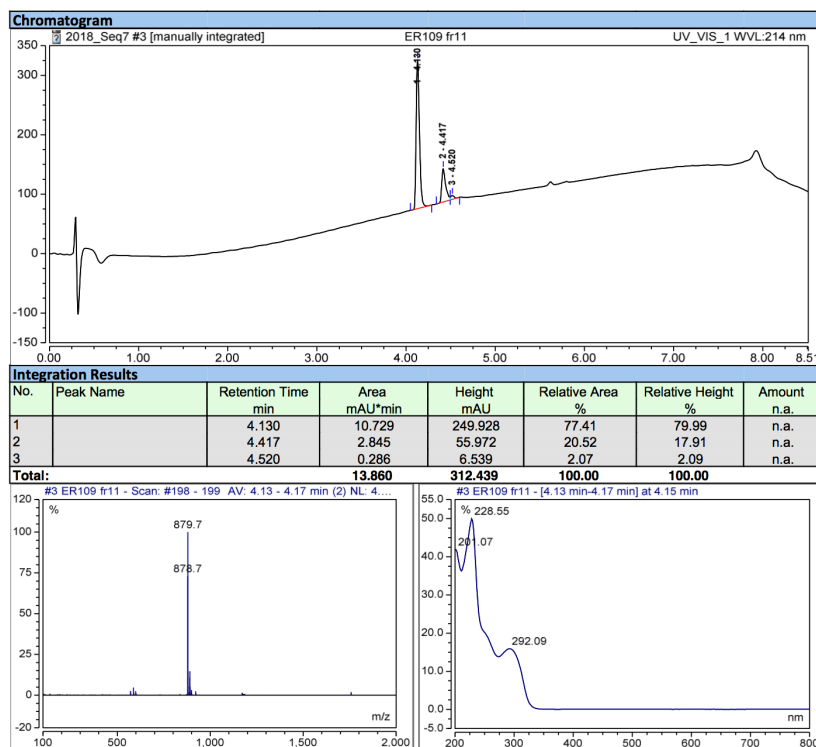 Chromatogram
2018_Seq7 #3 [manually integrated] ER109 fr11 UV_VIS_1 WVL:214 nm
350
300
200
100
0
-100
-150
1 - 4.130
2 - 4.417
3 - 4.520
0.00 1.00 2.00 3.00 4.00 5.00 6.00 7.00 8.00 8.51
Integration Results
No. Peak Name Retention Time Area Height Relative Area Relative Height Amount
min mAU*min mAU % % n.a.
1 4.130 10.729 249.928 77.41 79.99 n.a.
2 4.417 2.845 55.972 20.52 17.91 n.a.
3 4.520 0.286 6.539 2.07 2.09 n.a.
Total: 13.860 312.439 100.00 100.00
#3 ER109 fr11 - Scan: #198 - 199 AV: 4.13 - 4.17 min (2) NL: 4....
120
100
75
50
25
0
-20
%
879.7
878.7
m/z
100 500 1,000 1,500 2,000
#3 ER109 fr11 - [4.13 min-4.17 min] at 4.15 min
55.0
50.0
40.0
30.0
20.0
10.0
0.0
-5.0
%
228.55
201.07
292.09
nm
200 300 400 500 600 700 800